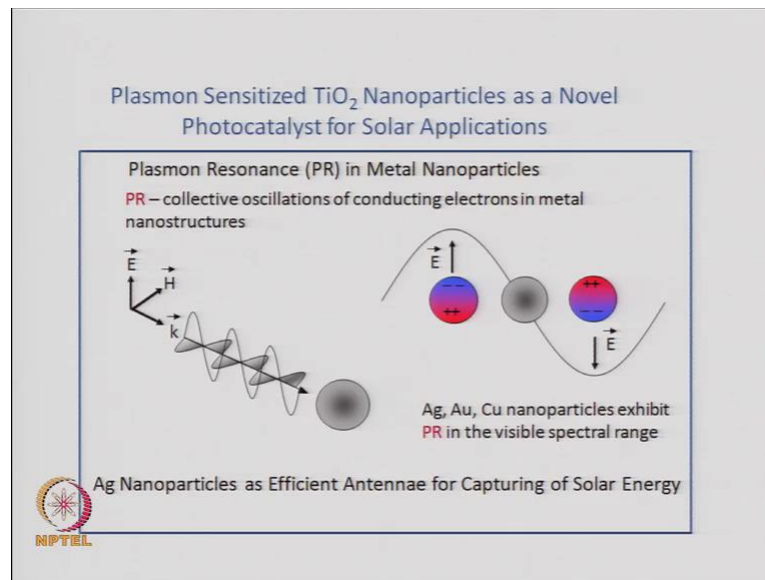 Plasmon Sensitized TiO₂ Nanoparticles as a Novel
Photocatalyst for Solar Applications
Plasmon Resonance (PR) in Metal Nanoparticles
PR – collective oscillations of conducting electrons in metal
nanostructures
E
H
k
E
-- ++
++ --
E
Ag, Au, Cu nanoparticles exhibit
PR in the visible spectral range
Ag Nanoparticles as Efficient Antennae for Capturing of Solar Energy
NPTEL